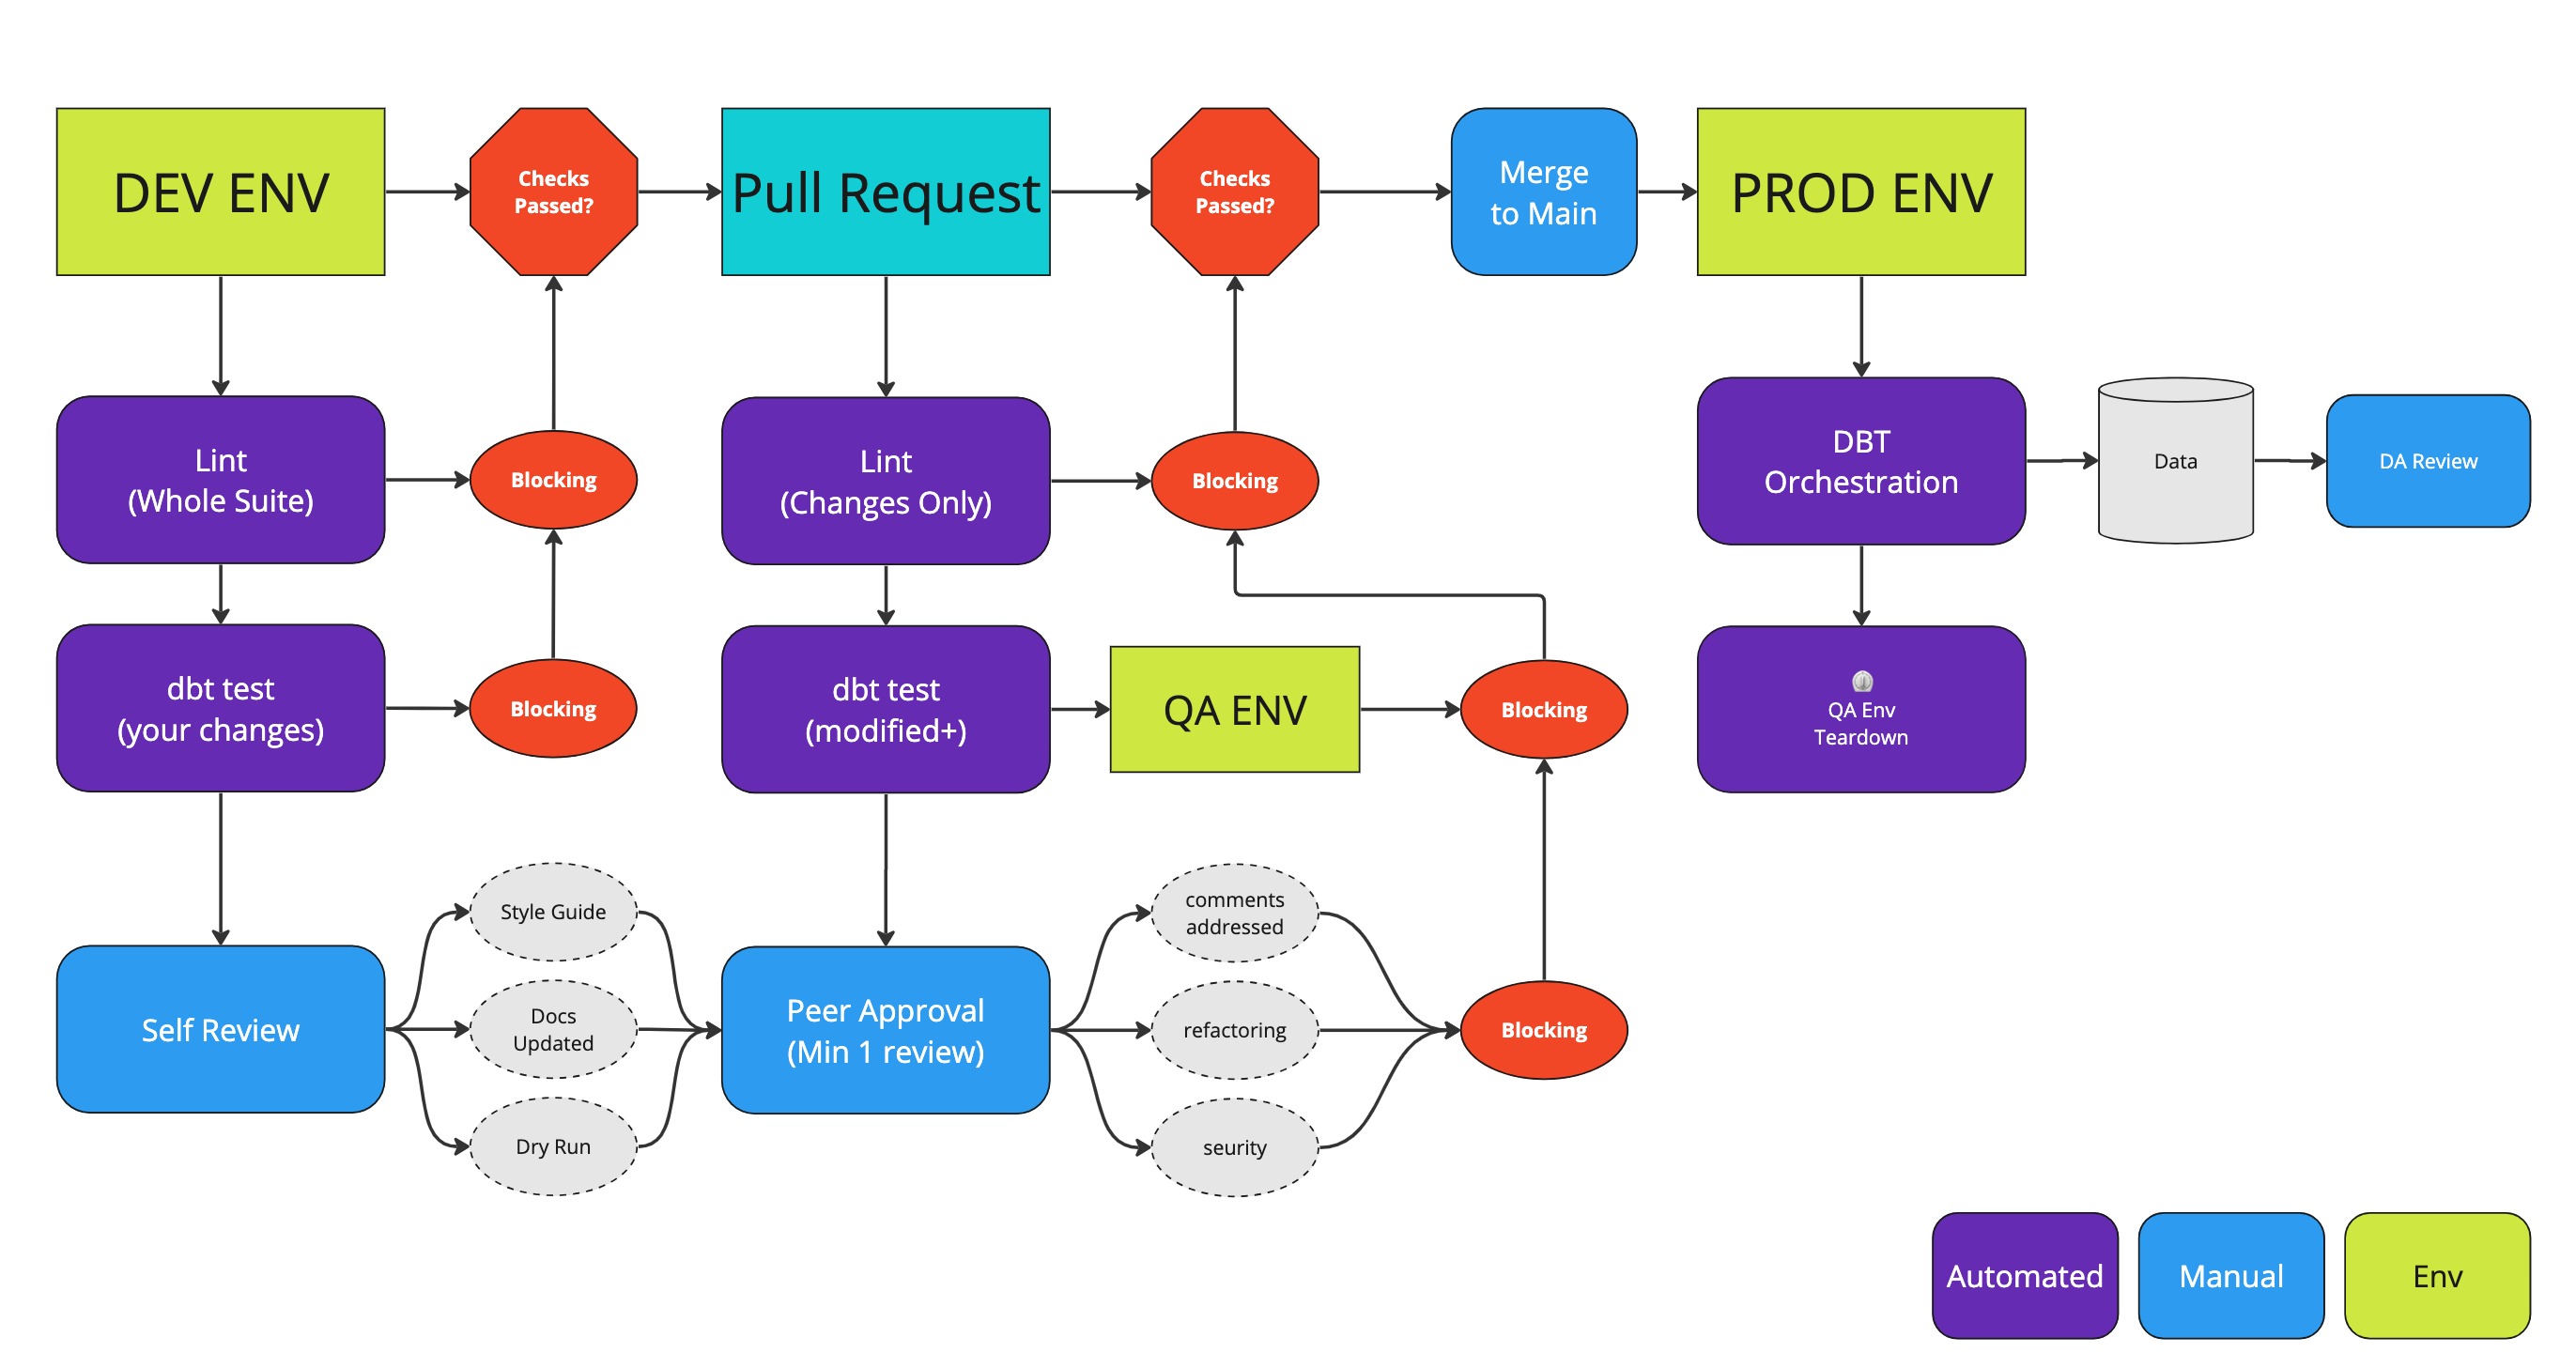 DEV ENV
Checks
Passed?
Pull Request
Checks
Passed?
Merge
to Main
PROD ENV
Lint
(Whole Suite)
Blocking
Lint
(Changes Only)
Blocking
DBT
Orchestration
Data
DA Review
dbt test
(your changes)
Blocking
dbt test
(modified+)
QA ENV
Blocking
QA Env
Teardown
Self Review
Style Guide
Docs
Updated
Dry Run
Peer Approval
(Min 1 review)
comments
addressed
refactoring
seurity
Blocking
Automated
Manual
Env